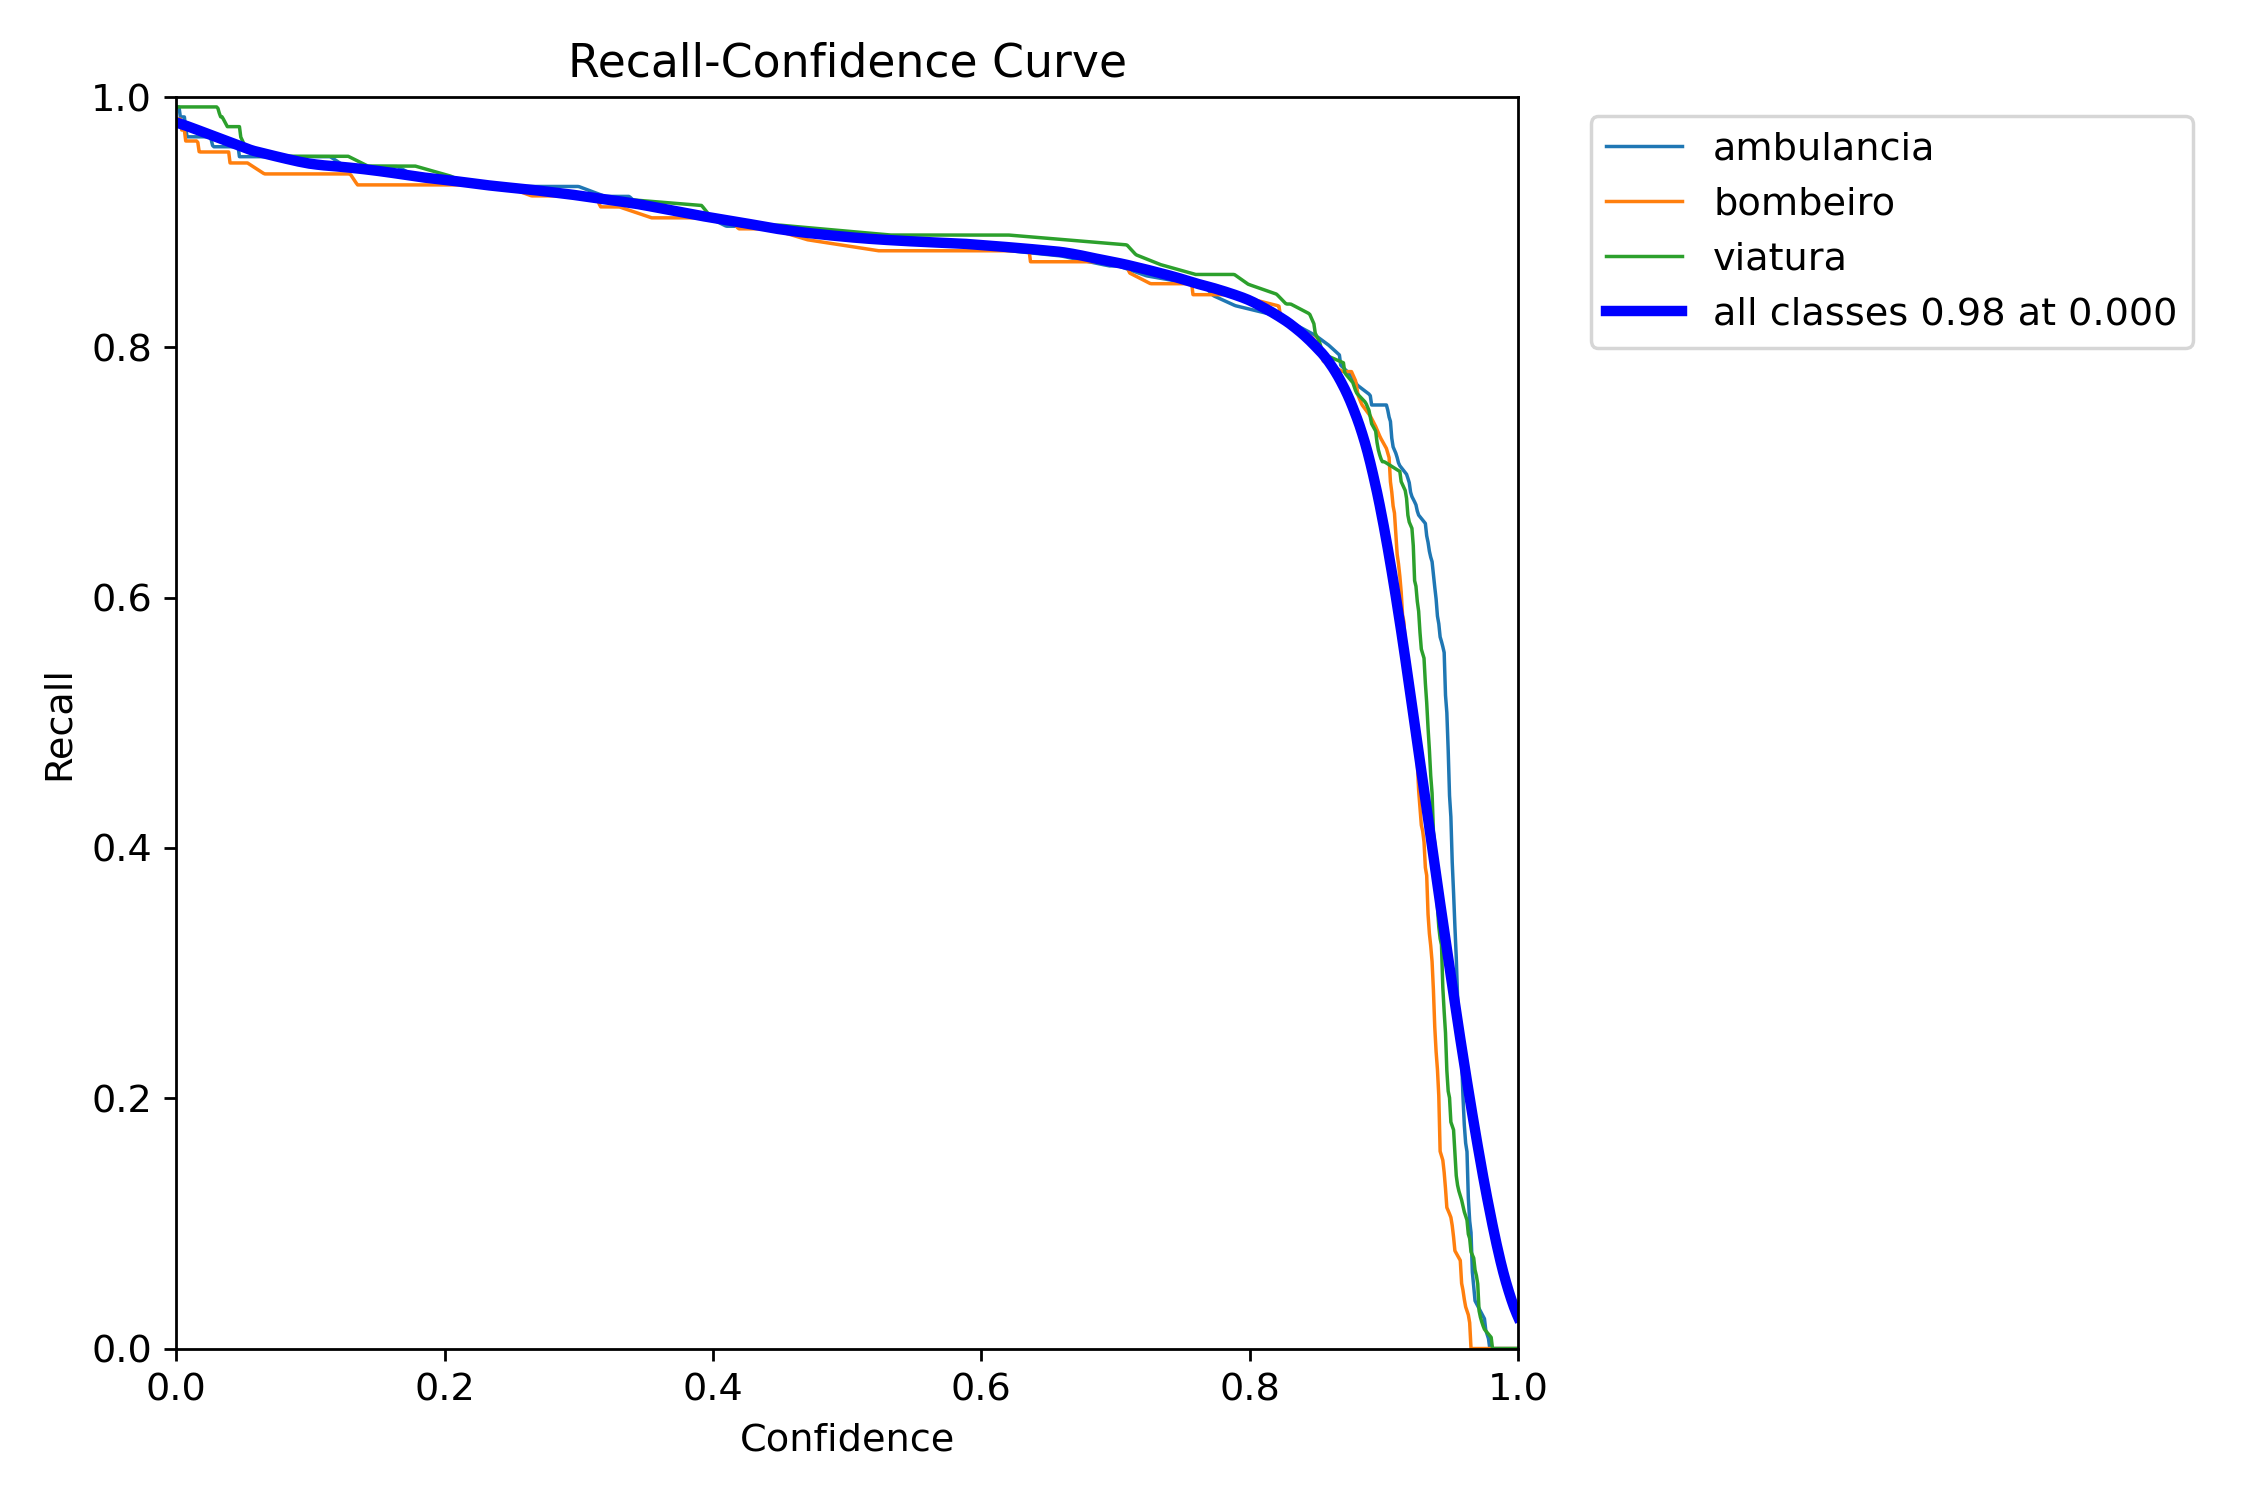 Recall-Confidence Curve
1.0
0.8
0.6
0.4
0.2
0.0
Recall
0.0 0.2 0.4 0.6 0.8 1.0
Confidence
ambulancia
bombeiro
viatura
all classes 0.98 at 0.000